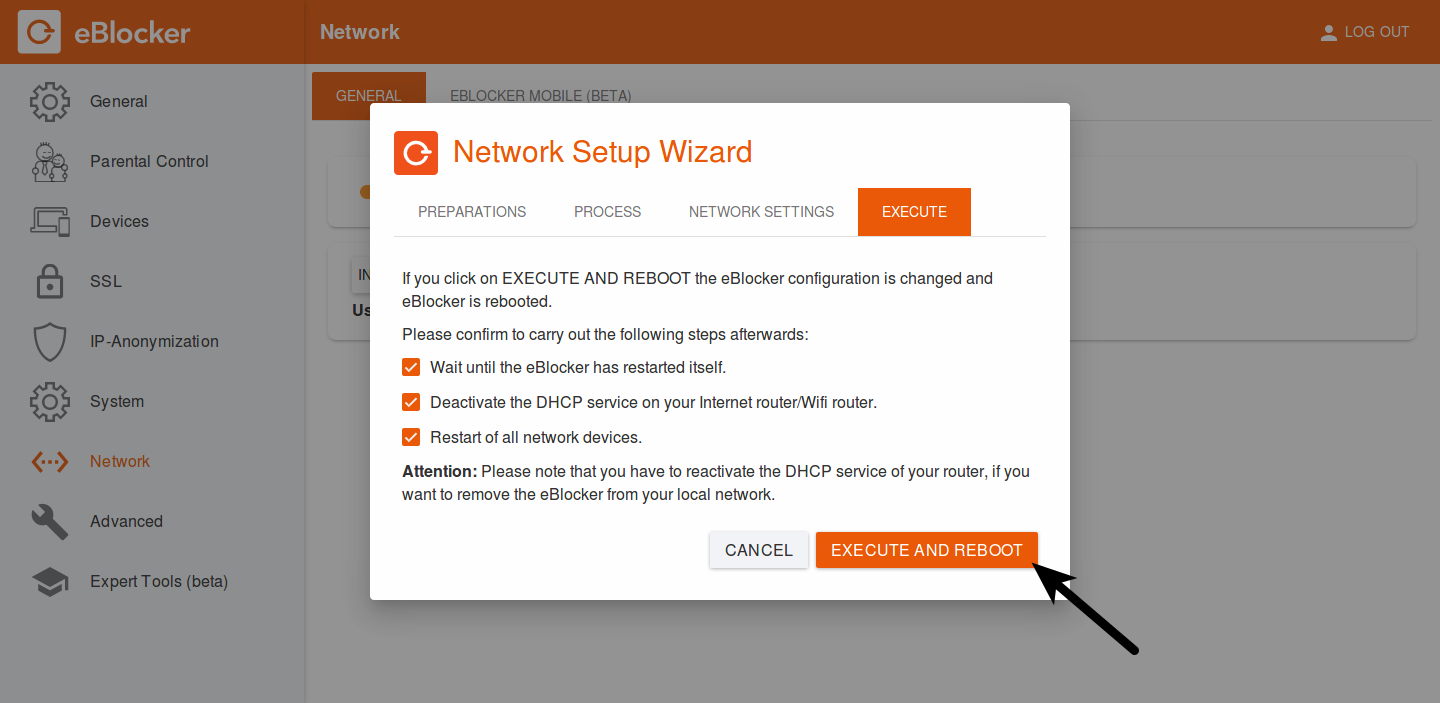 eBlocker
Network
LOG OUT
General
Parental Control
Devices
SSL
IP-Anonymization
System
Network
Advanced
Expert Tools (beta)
GENERAL
EBLOCKER MOBILE (BETA)
IN
Us
Network Setup Wizard
PREPARATIONS
PROCESS
NETWORK SETTINGS
EXECUTE
If you click on EXECUTE AND REBOOT the eBlocker configuration is changed and
eBlocker is rebooted.
Please confirm to carry out the following steps afterwards:
Wait until the eBlocker has restarted itself.
Deactivate the DHCP service on your Internet router/Wifi router.
Restart of all network devices.
Attention: Please note that you have to reactivate the DHCP service of your router, if you
want to remove the eBlocker from your local network.
CANCEL
EXECUTE AND REBOOT